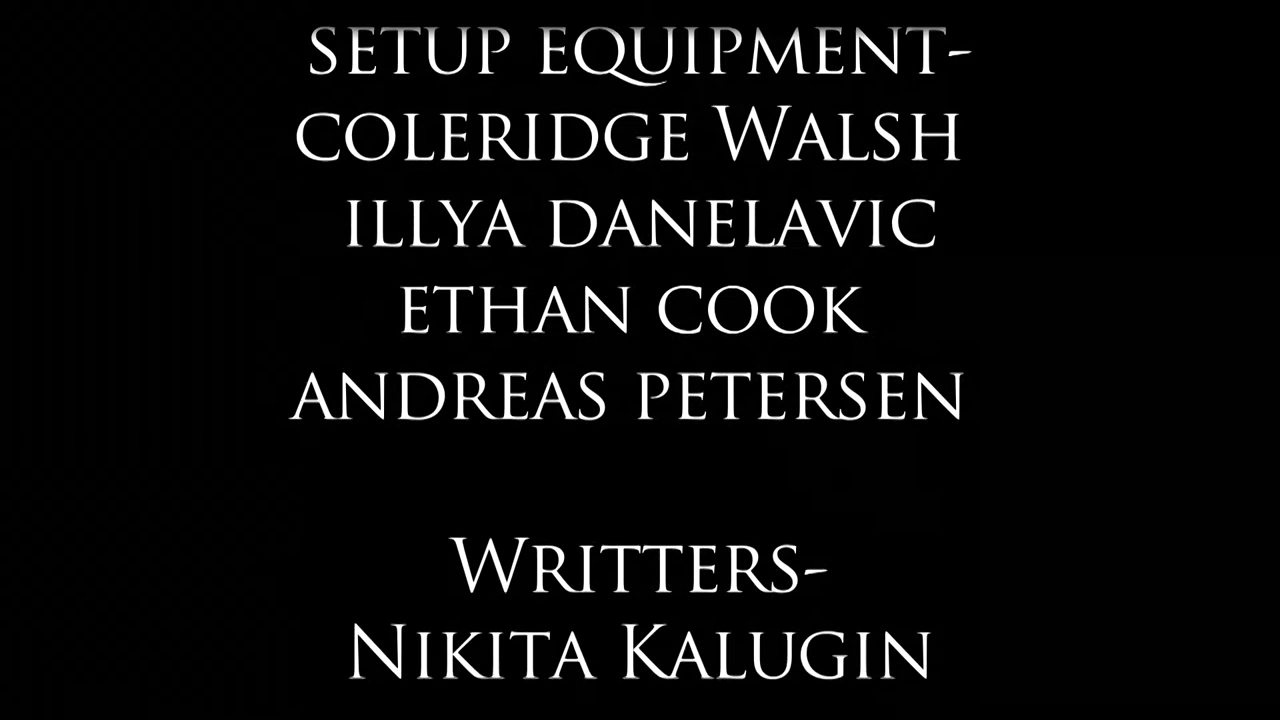 SETUP EQUIPMENT-
COLERIDGE WALSH
ILLYA DANELAVIC
ETHAN COOK
ANDREAS PETERSEN
WRITTERS-
NIKITA KALUGIN